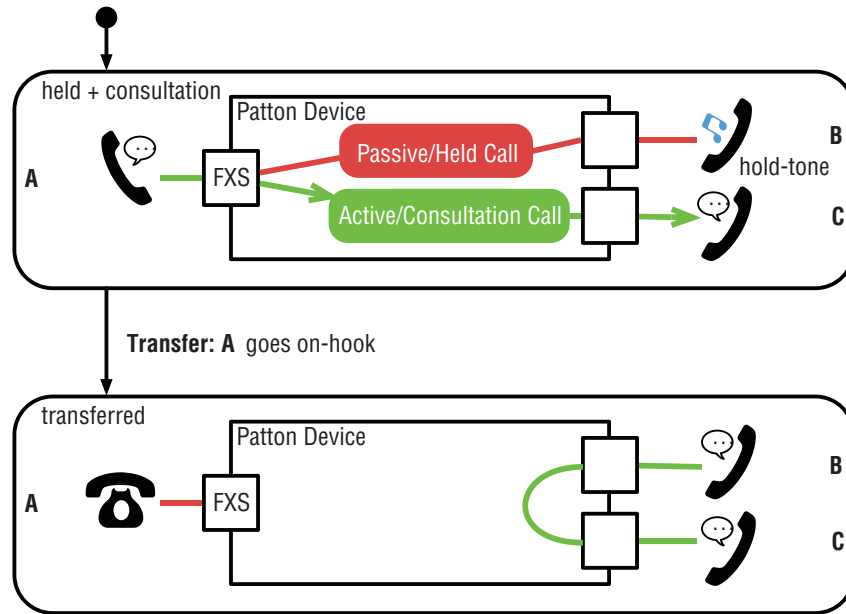 held + consultation
Patton Device
Passive/Held Call
B
hold-tone
A
FXS
Active/Consultation Call
C
Transfer: A goes on-hook
transferred
Patton Device
B
A
FXS
C